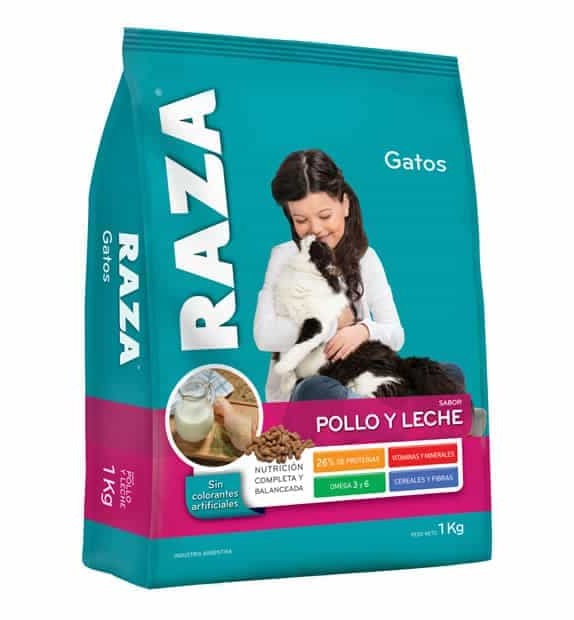 RAZA
®
Gatos
RAZA
Gatos
SABOR
POLLO Y LECHE
26% DE PROTEINAS
VITAMINAS Y MINERALES
OMEGA 3 y 6
CEREALES Y FIBRAS
NUTRICIÓN
COMPLETA Y
BALANCEADA
Sin
colorantes
artificiales
POLLO
Y LECHE
1 Kg
PESO NETO 1 Kg
INDUSTRIA ARGENTINA